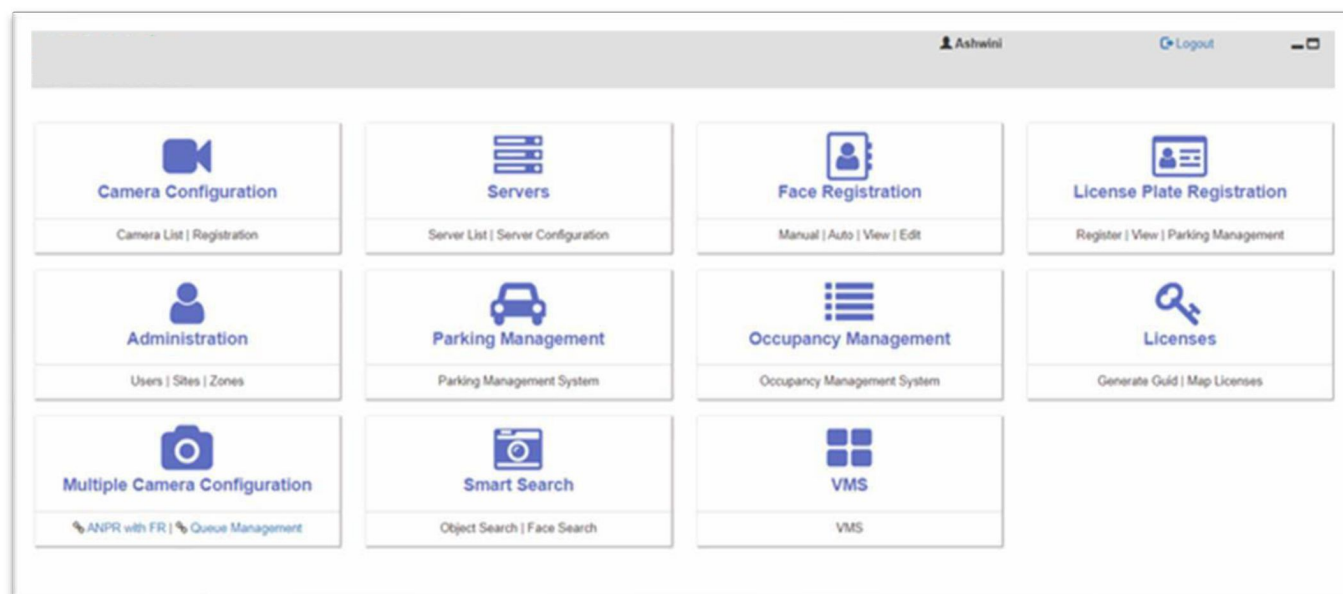 Ashwini Logout
Camera Configuration
Camera List | Registration
Servers
Server List | Server Configuration
Face Registration
Manual | Auto | View | Edit
License Plate Registration
Register | View | Parking Management
Administration
Users | Sites | Zones
Parking Management
Parking Management System
Occupancy Management
Occupancy Management System
Licenses
Generate Guid | Map Licenses
Multiple Camera Configuration
ANPR with FR | Queue Management
Smart Search
Object Search | Face Search
VMS
VMS